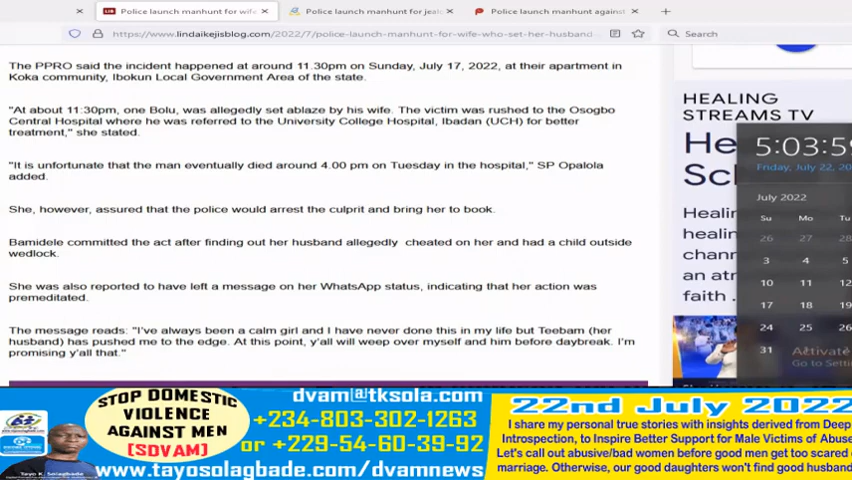 Police launch manhunt for wife
Police launch manhunt for jeal
Police launch manhunt against
https://www.lindaikejisblog.com/2022/7/police-launch-manhunt-for-wife-who-set-her-husband
Search
The PPRO said the incident happened at around 11.30pm on Sunday, July 17, 2022, at their apartment in
Koka community, Ibokun Local Government Area of the state.
"At about 11:30pm, one Bolu, was allegedly set ablaze by his wife. The victim was rushed to the Osogbo
Central Hospital where he was referred to the University College Hospital, Ibadan (UCH) for better
treatment," she stated.
"It is unfortunate that the man eventually died around 4.00 pm on Tuesday in the hospital," SP Opalola
added.
She, however, assured that the police would arrest the culprit and bring her to book.
Bamidele committed the act after finding out her husband allegedly cheated on her and had a child outside
wedlock.
She was also reported to have left a message on her WhatsApp status, indicating that her action was
premeditated.
The message reads: "I've always been a calm girl and I have never done this in my life but Teebam (her
husband) has pushed me to the edge. At this point, y'all will weep over myself and him before daybreak. I'm
promising y'all that."
HEALING
STREAMS TV
He
Sc
Healing
healing
chann
an atr
faith ..
5:03:59
Friday, July 22, 20
July 2022
Su Mo Tu
26 27 28
3 4 5
10 11 12
17 18 19
24 25 26
31 1 2
Activate
Go to Settin
STOP DOMESTIC
VIOLENCE
AGAINST MEN
(SDVAM)
dvam@tksola.com
+234-803-302-1263
or +229-54-60-39-92
www.tayosolagbade.com/dvamnews
Tayo K. Solagbade
22nd July 2022
I share my personal true stories with insights derived from Deep
Introspection, to Inspire Better Support for Male Victims of Abuse
Let's call out abusive/bad women before good men get too scared o
marriage. Otherwise, our good daughters won't find good husband